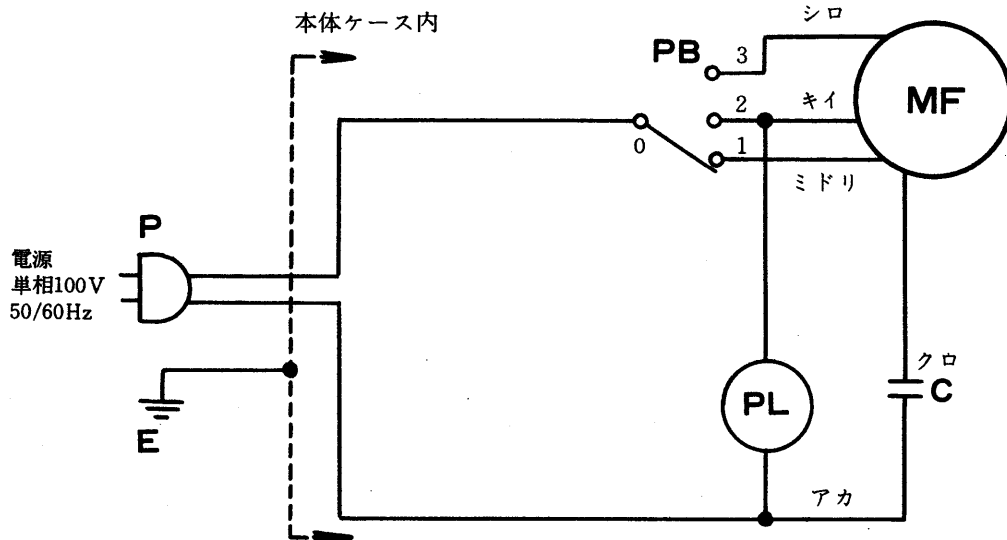 本体ケース内
シロ
PB
3
キイ
MF
2
0
1
ミドリ
P
電源
単相100V
50/60Hz
E
PL
クロ
C
アカ